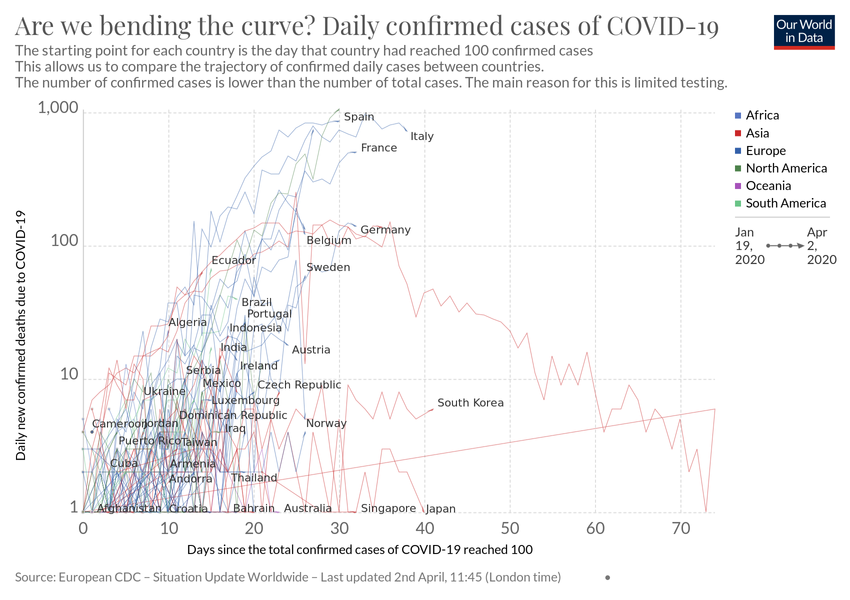 Are we bending the curve? Daily confirmed cases of COVID-19
Our World
in Data
The starting point for each country is the day that country had reached 100 confirmed cases
This allows us to compare the trajectory of confirmed daily cases between countries.
The number of confirmed cases is lower than the number of total cases. The main reason for this is limited testing.
1,000
100
10
1
Daily new confirmed deaths due to COVID-19
Spain
Italy
France
Germany
Belgium
Ecuador
Sweden
Brazil
Portugal
Algeria
Indonesia
India
Austria
Ireland
Serbia
Mexico
Czech Republic
Ukraine
Luxembourg
South Korea
Dominican Republic
Cameroon
Jordan
Iraq
Norway
Puerto Rico
Taiwan
Cuba
Armenia
Andorra
Thailand
Afghanistan
Croatia
Bahrain
Australia
Singapore
Japan
0
10
20
30
40
50
60
70
Days since the total confirmed cases of COVID-19 reached 100
Africa
Asia
Europe
North America
Oceania
South America
Jan
19,
2020
Apr
2,
2020
Source: European CDC – Situation Update Worldwide – Last updated 2nd April, 11:45 (London time)